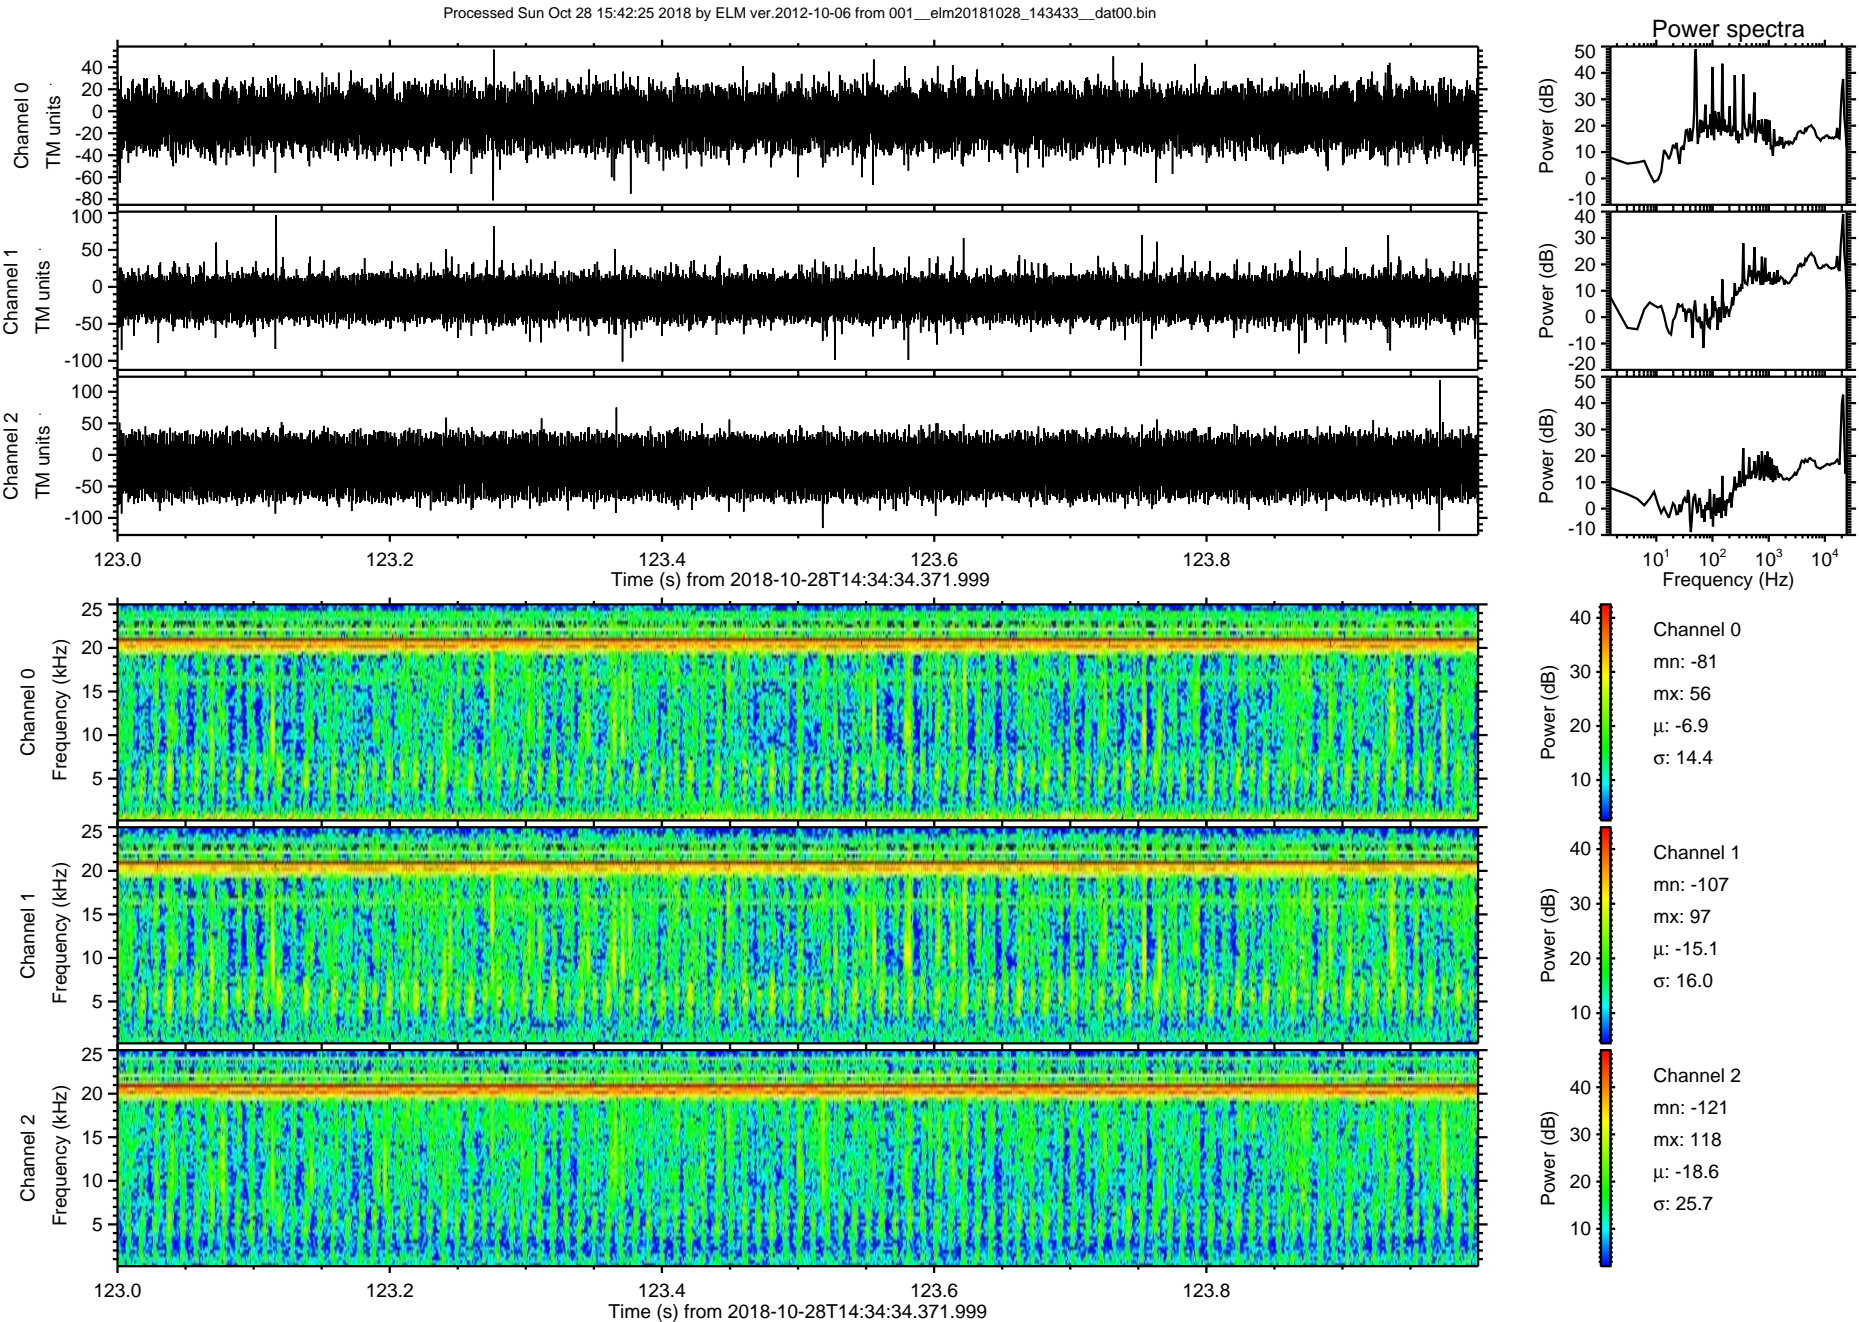 Processed Sun Oct 28 15:42:25 2018 by ELM ver.2012-10-06 from 001__elm20181028_143433__dat00.bin
Power spectra
Channel 0
TM units
40
20
0
-20
-40
-60
-80
Power (dB)
50
40
30
20
10
0
-10
Channel 1
TM units
100
50
0
-50
-100
Power (dB)
40
30
20
10
0
-10
-20
Channel 2
TM units
100
50
0
-50
-100
Power (dB)
50
40
30
20
10
0
-10
123.0 123.2 123.4 123.6 123.8
Time (s) from 2018-10-28T14:34:34.371.999
10^1 10^2 10^3 10^4
Frequency (Hz)
Channel 0
Frequency (kHz)
25
20
15
10
5
Power (dB)
40
30
20
10
Channel 0
mn: -81
mx: 56
μ: -6.9
σ: 14.4
Channel 1
Frequency (kHz)
25
20
15
10
5
Power (dB)
40
30
20
10
Channel 1
mn: -107
mx: 97
μ: -15.1
σ: 16.0
Channel 2
Frequency (kHz)
25
20
15
10
5
Power (dB)
40
30
20
10
Channel 2
mn: -121
mx: 118
μ: -18.6
σ: 25.7
123.0 123.2 123.4 123.6 123.8
Time (s) from 2018-10-28T14:34:34.371.999